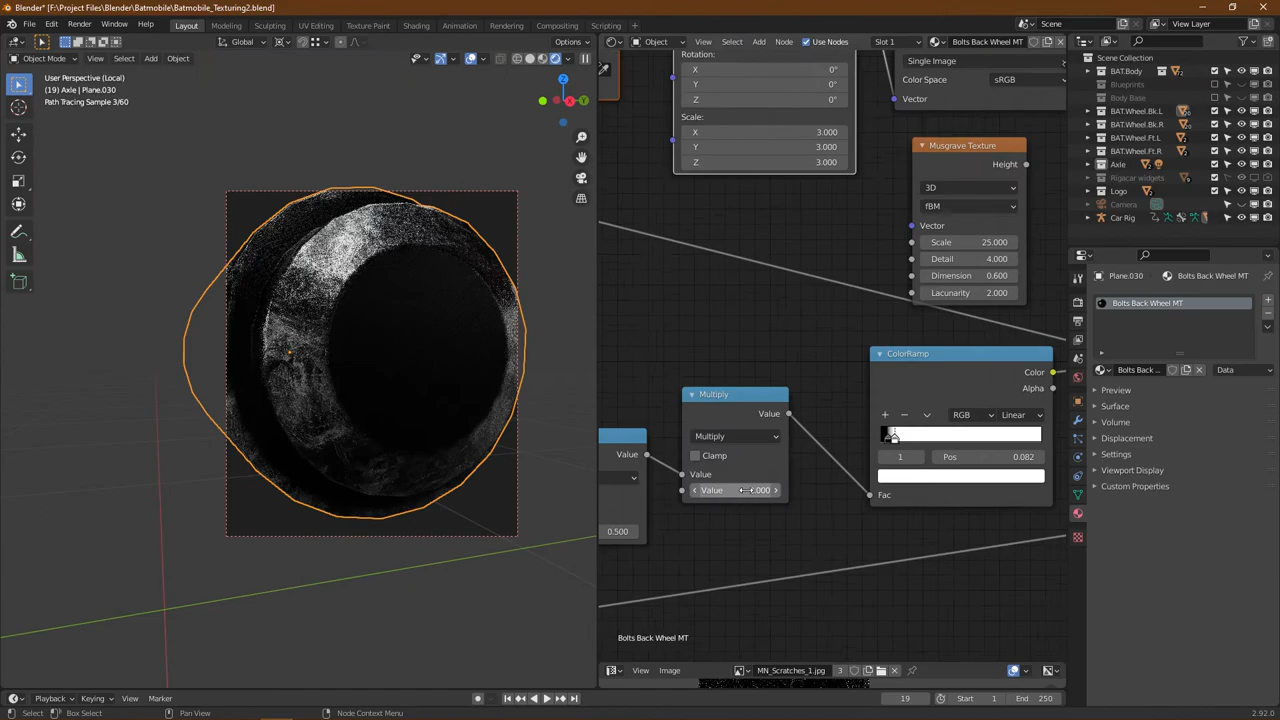 Blender* [F:\Project Files\Blender\Batmobile\Batmobile_Texturing2.blend]
File Edit Render Window Help Layout Modeling Sculpting UV Editing Texture Paint Shading Animation Rendering Compositing Scripting Scene View Layer
Global Options Object View Select Add Node Use Nodes Slot 1 Bolts Back Wheel MT
Object Mode View Select Add Object
User Perspective (Local)
(19) Axle | Plane.030
Path Tracing Sample 3/60
X
Y
Z
Rotation:
X 0°
Y 0°
Z 0°
Scale:
X 3.000
Y 3.000
Z 3.000
Single Image
Color Space sRGB
Vector
Musgrave Texture
Height
3D
fBM
Vector
Scale 25.000
Detail 4.000
Dimension 0.600
Lacunarity 2.000
Value
0.500
Multiply
Value
Multiply
Clamp
Value
Value
ColorRamp
Color
Alpha
RGB Linear
1 Pos 0.082
Fac
Bolts Back Wheel MT
View Image MN_Scratches_1.jpg 3
Scene Collection
BAT.Body
Blueprints
Body Base
BAT.Wheel.Bk.L
BAT.Wheel.Bk.R
BAT.Wheel.Ft.L
BAT.Wheel.Ft.R
Axle
Rigacar widgets
Logo
Camera
Car Rig
Plane.030 Bolts Back Wheel MT
Bolts Back Wheel MT
Bolts Back ... Data
Preview
Surface
Volume
Displacement
Settings
Viewport Display
Custom Properties
Playback Keying View Marker 19 Start 1 End 250
Select Box Select Pan View Node Context Menu 2.92.0